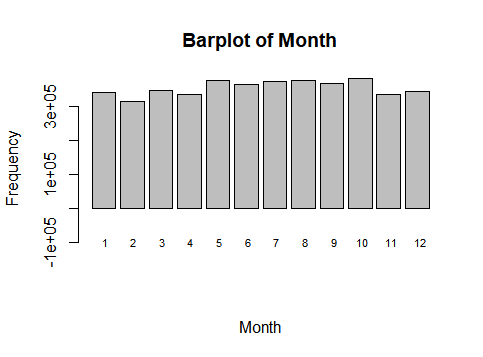 Barplot of Month
Frequency
3e+05
1e+05
-1e+05
1 2 3 4 5 6 7 8 9 10 11 12
Month